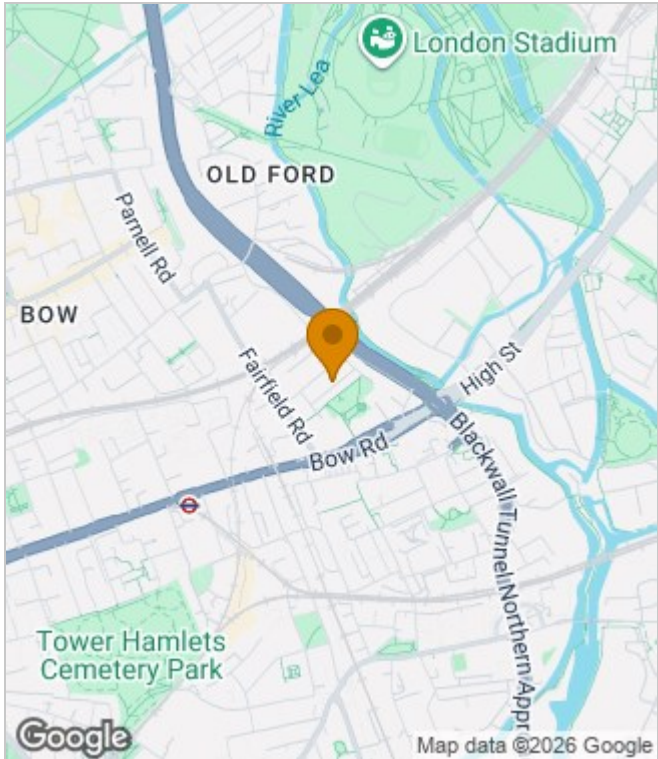 London Stadium
River Lea
OLD FORD
Parnell Rd
BOW
High St
Fairfield Rd
Bow Rd
Blackwall Tunnel Northern Appro
Tower Hamlets
Cemetery Park
Google
Map data ©2026 Google